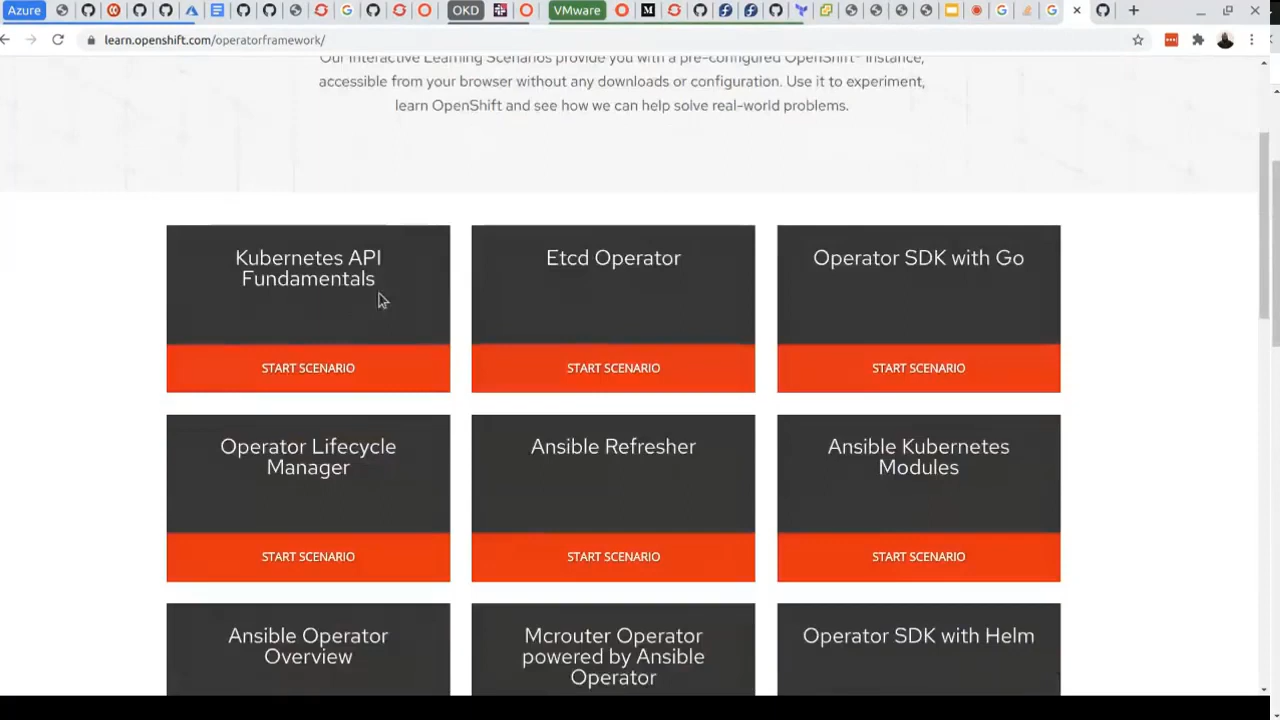 Azure
OKD
VMware
learn.openshift.com/operatorframework/
Our Interactive Learning Scenarios provide you with a pre-configured OpenShift® instance,
accessible from your browser without any downloads or configuration. Use it to experiment,
learn OpenShift and see how we can help solve real-world problems.
Kubernetes API
Fundamentals
START SCENARIO
Etcd Operator
START SCENARIO
Operator SDK with Go
START SCENARIO
Operator Lifecycle
Manager
START SCENARIO
Ansible Refresher
START SCENARIO
Ansible Kubernetes
Modules
START SCENARIO
Ansible Operator
Overview
Mcrouter Operator
powered by Ansible
Operator
Operator SDK with Helm